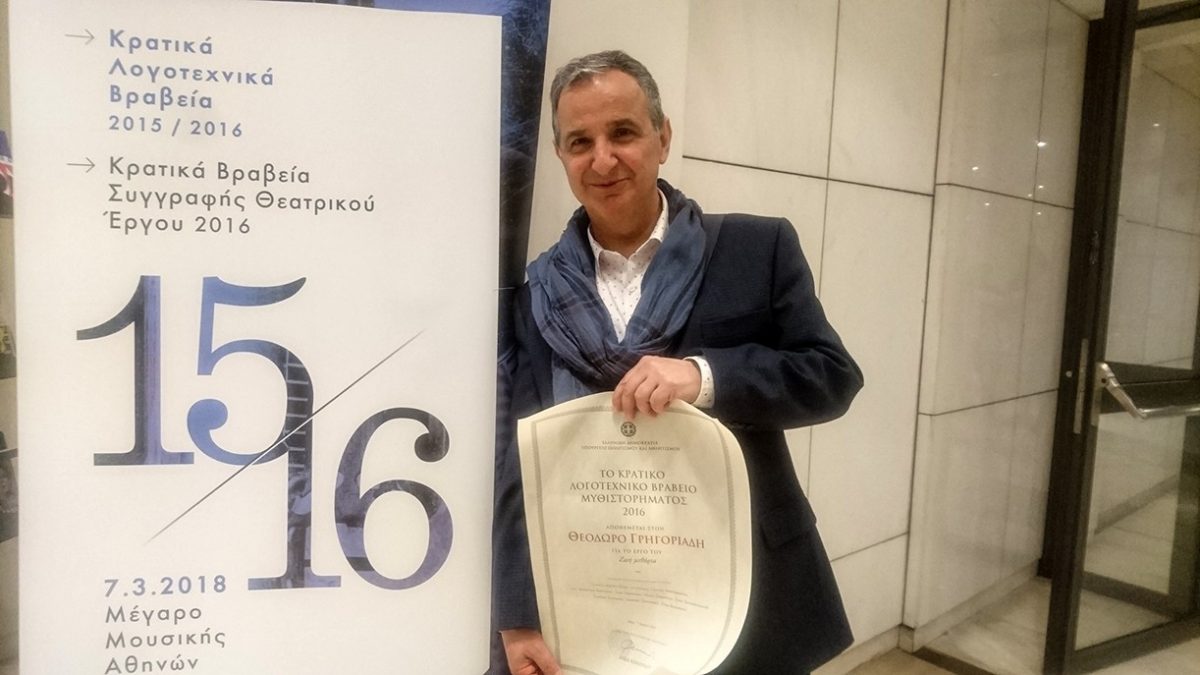 → Κρατικά
Λογοτεχνικά
Βραβεία
2015 / 2016
→ Κρατικά Βραβεία
Συγγραφής Θεατρικού
Έργου 2016
15/16
7.3.2018
Μέγαρο
Μουσικής
Αθηνών
ΕΛΛΗΝΙΚΗ ΔΗΜΟΚΡΑΤΙΑ
ΥΠΟΥΡΓΕΙΟ ΠΟΛΙΤΙΣΜΟΥ ΚΑΙ ΑΘΛΗΤΙΣΜΟΥ
ΤΟ ΚΡΑΤΙΚΟ
ΛΟΓΟΤΕΧΝΙΚΟ ΒΡΑΒΕΙΟ
ΜΥΘΙΣΤΟΡΗΜΑΤΟΣ
2016
ΑΠΟΝΕΜΕΤΑΙ ΣΤΟΝ
ΘΕΟΔΩΡΟ ΓΡΗΓΟΡΙΑΔΗ
ΓΙΑ ΤΟ ΕΡΓΟ ΤΟΥ
Ζωή μεθόρια